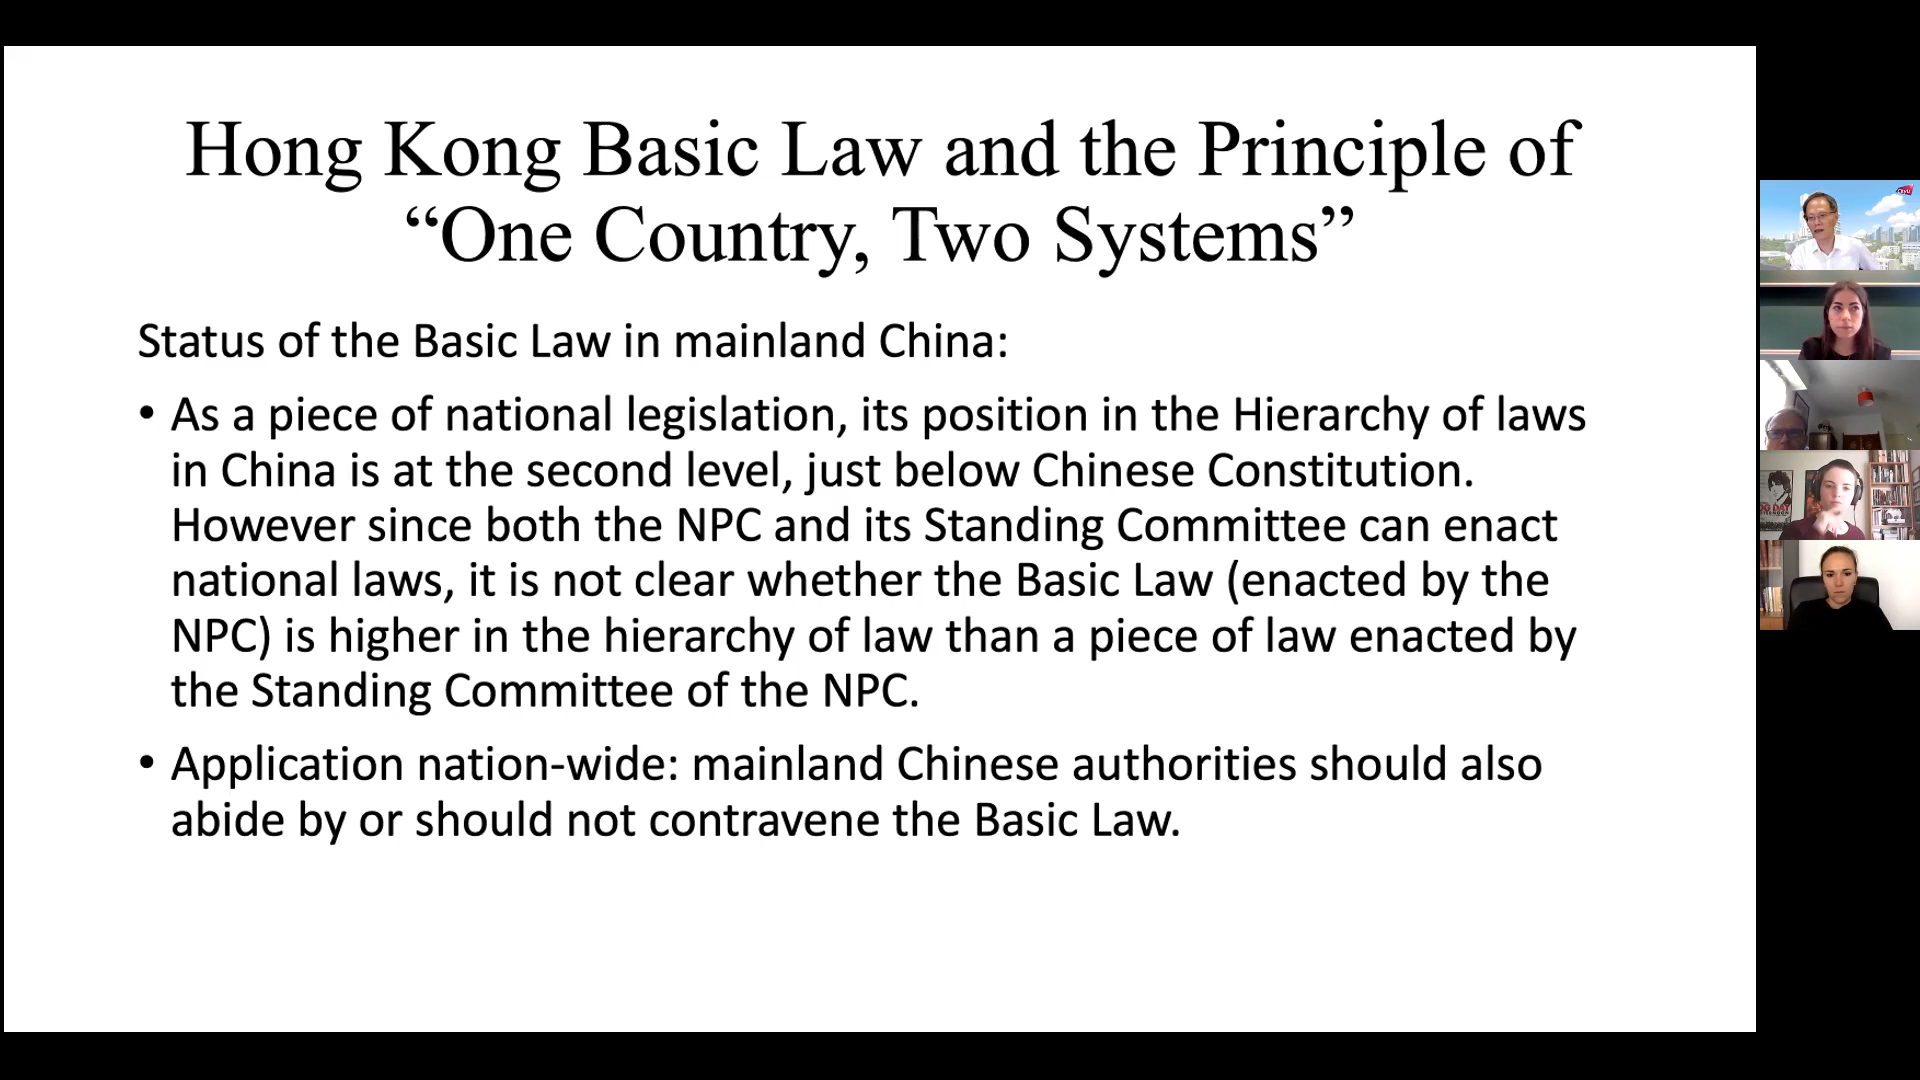 Hong Kong Basic Law and the Principle of
“One Country, Two Systems”
Status of the Basic Law in mainland China:
• As a piece of national legislation, its position in the Hierarchy of laws
in China is at the second level, just below Chinese Constitution.
However since both the NPC and its Standing Committee can enact
national laws, it is not clear whether the Basic Law (enacted by the
NPC) is higher in the hierarchy of law than a piece of law enacted by
the Standing Committee of the NPC.
• Application nation-wide: mainland Chinese authorities should also
abide by or should not contravene the Basic Law.